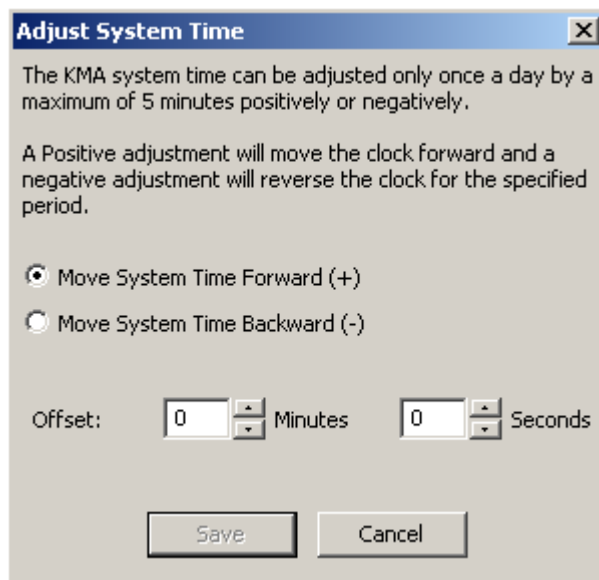 Adjust System Time
The KMA system time can be adjusted only once a day by a
maximum of 5 minutes positively or negatively.
A Positive adjustment will move the clock forward and a
negative adjustment will reverse the clock for the specified
period.
Move System Time Forward (+)
Move System Time Backward (-)
Offset: 0 Minutes 0 Seconds
Save Cancel